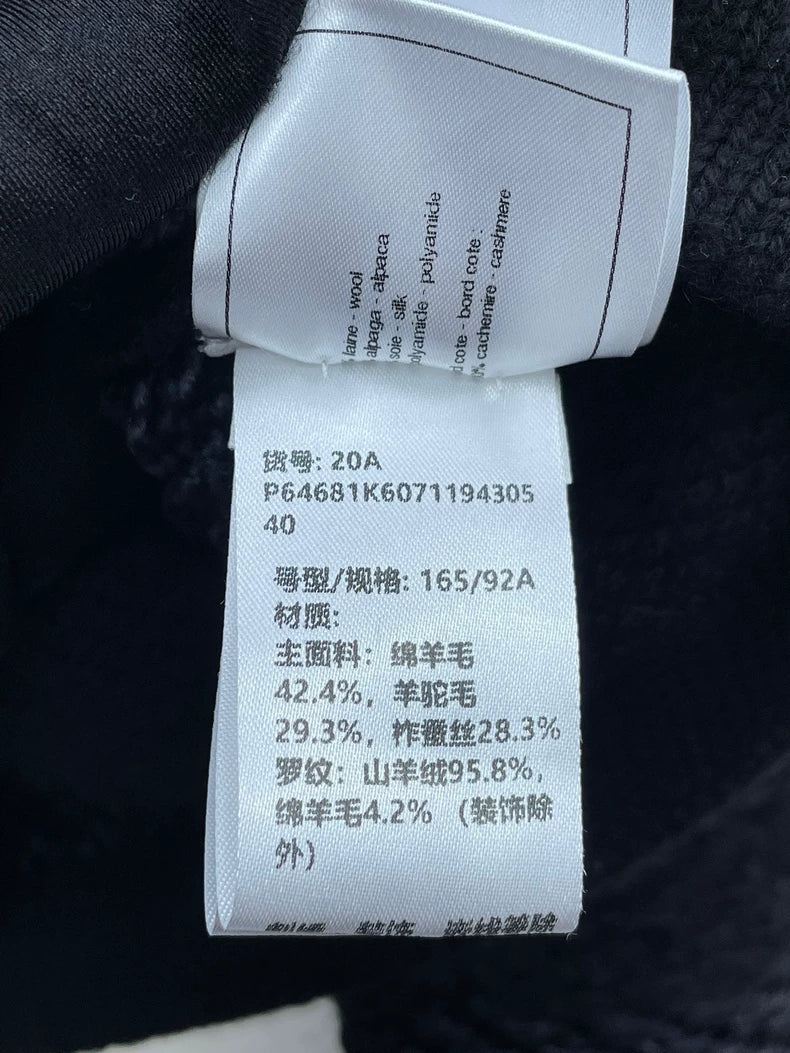 laine - wool
alpaga - alpaca
soie - silk
polyamide - polyamide
cote - bord cote :
% cachemire - cashmere
货号: 20A
P64681K6071194305
40
号型/规格: 165/92A
材质:
主面料：绵羊毛
42.4%，羊驼毛
29.3%，柞蚕丝28.3%
罗纹：山羊绒95.8%，
绵羊毛4.2% （装饰除
外）